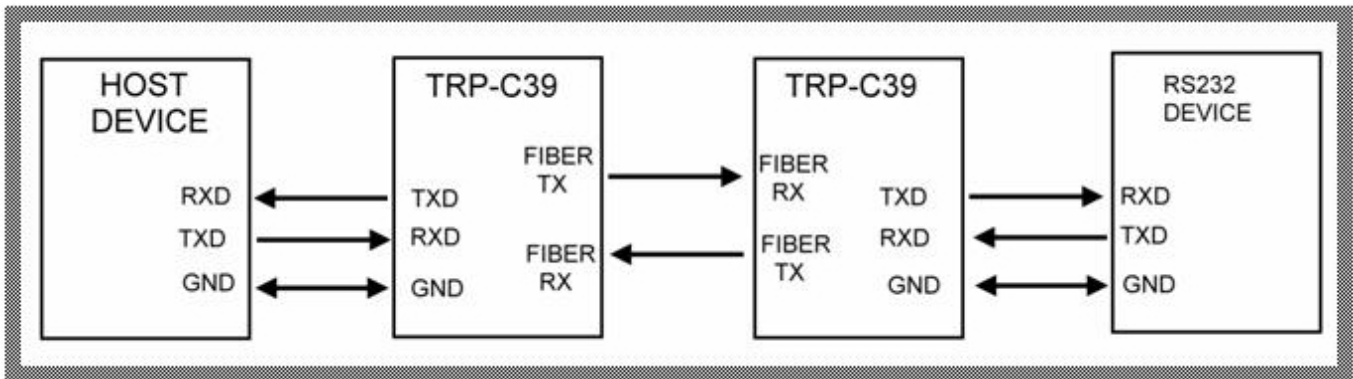 HOST
DEVICE
RXD
TXD
GND
TRP-C39
FIBER
TX
TXD
RXD
FIBER
RX
GND
TRP-C39
FIBER
RX
TXD
RXD
FIBER
TX
GND
RS232
DEVICE
RXD
TXD
GND